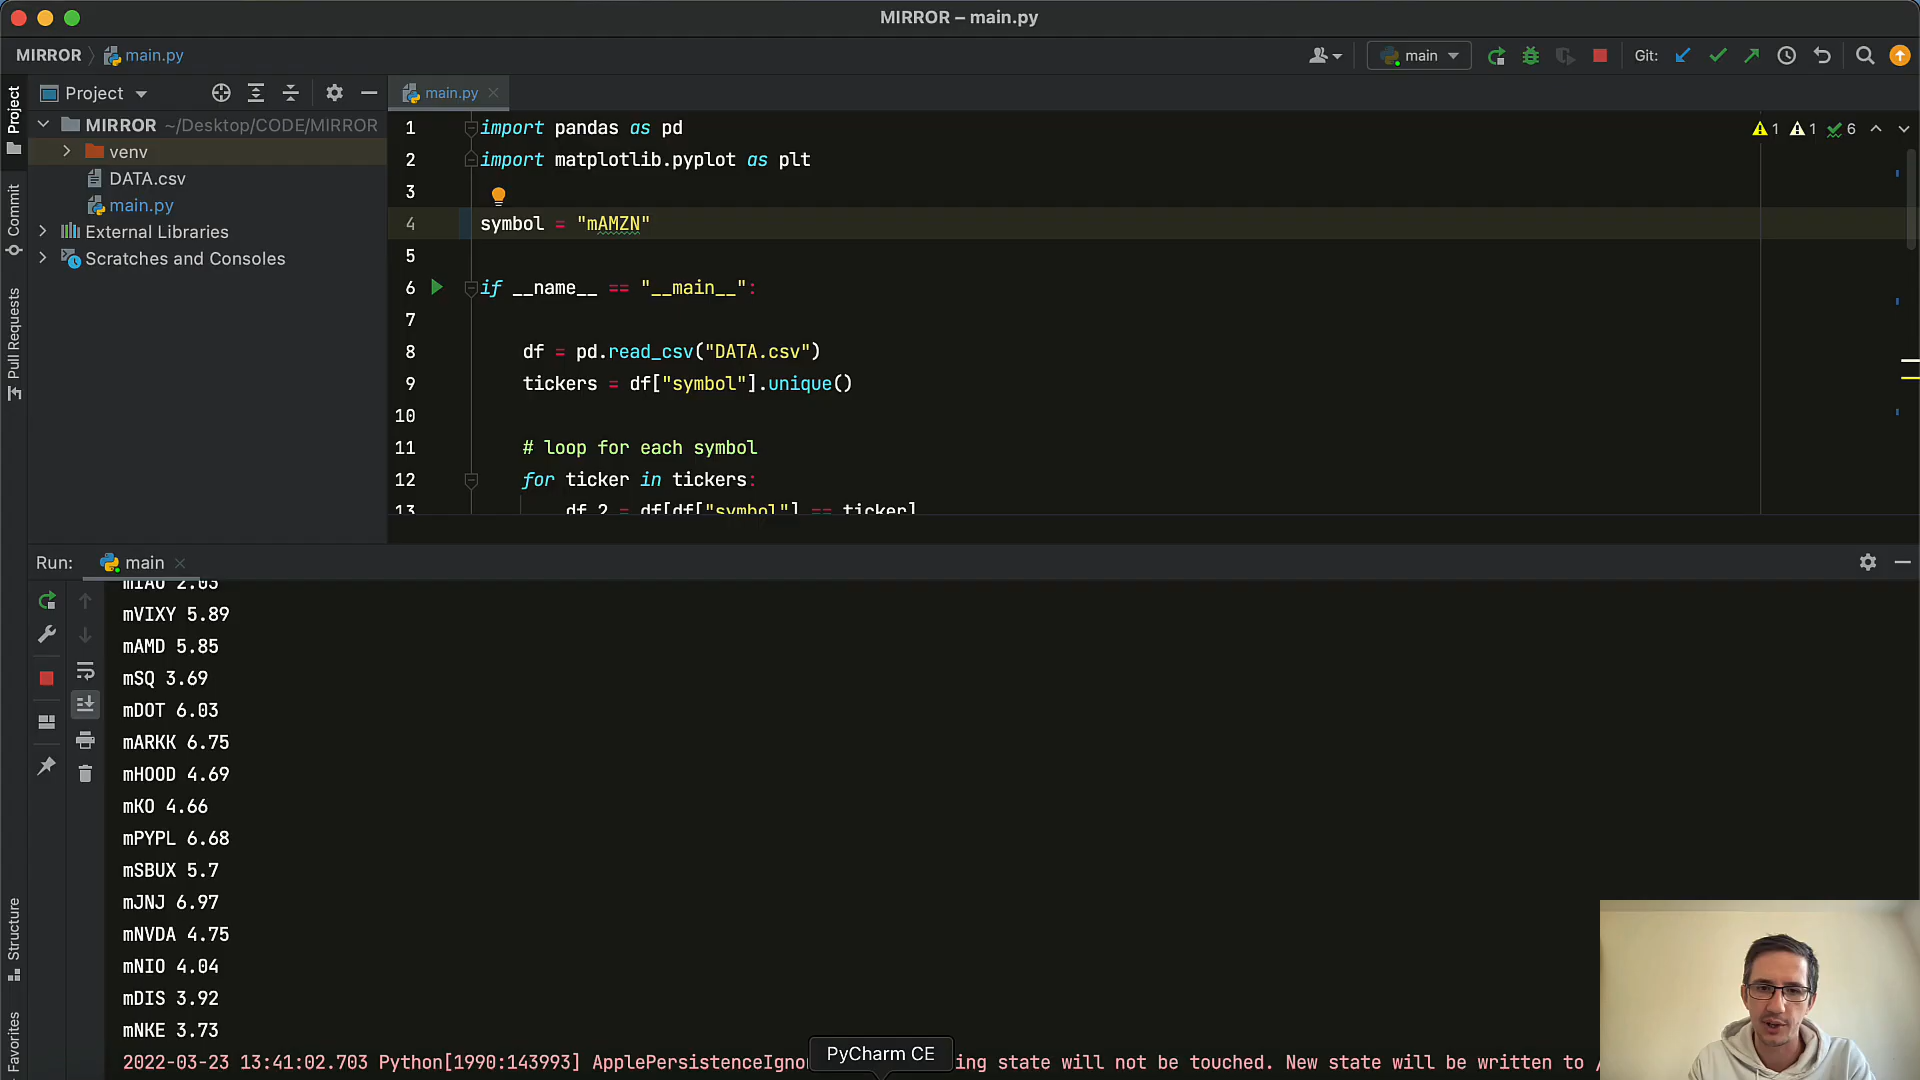 MIRROR – main.py
MIRROR main.py
main Git:
Project
main.py
1 1 6
MIRROR ~/Desktop/CODE/MIRROR
venv
DATA.csv
main.py
External Libraries
Scratches and Consoles
Project
Commit
Pull Requests
Structure
Favorites
1 import pandas as pd
2 import matplotlib.pyplot as plt
3
4 symbol = "mAMZN"
5
6 if __name__ == "__main__":
7
8 df = pd.read_csv("DATA.csv")
9 tickers = df["symbol"].unique()
10
11 # loop for each symbol
12 for ticker in tickers:
13 df_2 = df[df["symbol"] == ticker]
Run: main
mIAU 2.03
mVIXY 5.89
mAMD 5.85
mSQ 3.69
mDOT 6.03
mARKK 6.75
mHOOD 4.69
mKO 4.66
mPYPL 6.68
mSBUX 5.7
mJNJ 6.97
mNVDA 4.75
mNIO 4.04
mDIS 3.92
mNKE 3.73
2022-03-23 13:41:02.703 Python[1990:143993] ApplePersistenceIgno ing state will not be touched. New state will be written to /
PyCharm CE